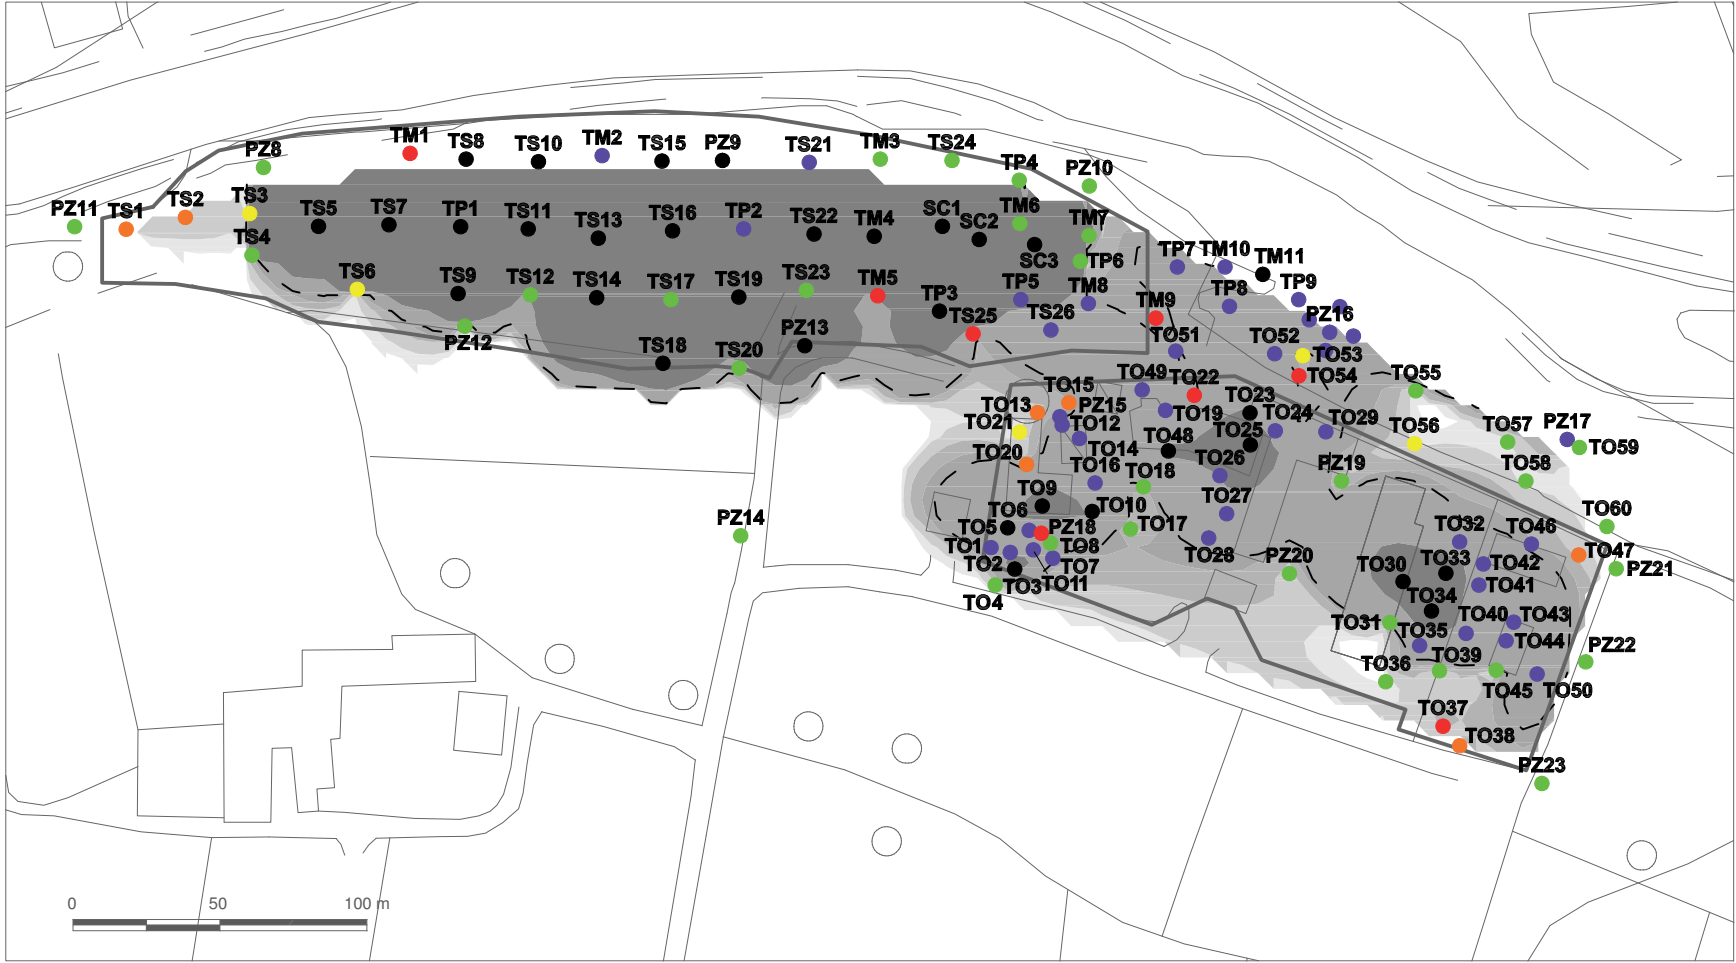 TM1 TS8 TS10 TM2 TS15 PZ9 TS21 TM3 TS24
PZ8 TP4 PZ10
PZ11 TS1 TS2 TS3 TS5 TS7 TP1 TS11 TS13 TS16 TP2 TS22 TM4 SC1 SC2 TM6 TM7
TS4 SC3 TP6 TP7 TM10 TM11
TS6 TS9 TS12 TS14 TS17 TS19 TS23 TM5 TP3 TP5 TM8 TP8 TP9
PZ12 TS25 TS26 TM9 PZ16
TS18 TS20 PZ13 TO51 TO52 TO53
TO49 TO22 TO54 TO55
TO13 TO15 PZ15 TO19 TO23
TO21 TO12 TO48 TO25 TO24 TO29 TO56 TO57 PZ17
TO20 TO14 TO59
TO16 TO18 TO26 PZ19 TO58
TO9 TO10 TO27
PZ14 TO6 TO60
TO5 PZ18 TO17 TO32 TO46
TO1 TO8 TO28 PZ20 TO47
TO2 TO7 TO30 TO33 TO42 PZ21
TO3 TO11 TO41
TO4 TO34
TO31 TO35 TO40 TO43
TO44 PZ22
TO36 TO39
TO45 TO50
TO37
TO38
PZ23
0 50 100 m